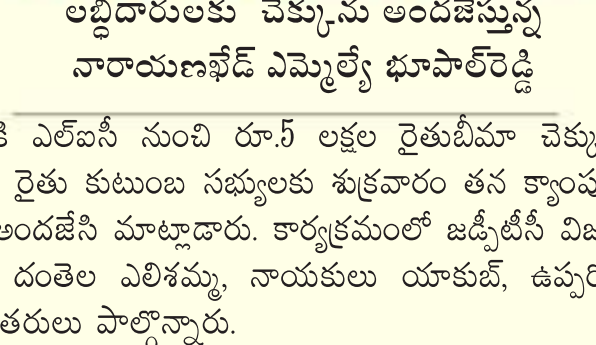 లబ్ధిదారులకు చెక్కును అందజేస్తున్న
నారాయణఖేడ్ ఎమ్మెల్యే భూపాల్‌రెడ్డి
ఎల్ఐసీ నుంచి రూ.5 లక్షల రైతుబీమా
రైతు కుటుంబ సభ్యులకు శుక్రవారం తన
అందజేసి మాట్లాడారు. కార్యక్రమంలో జడ్పీటీసీ
దంతెల ఎలిశమ్మ, నాయకులు యాకుబ్,
తరులు పాల్గొన్నారు.